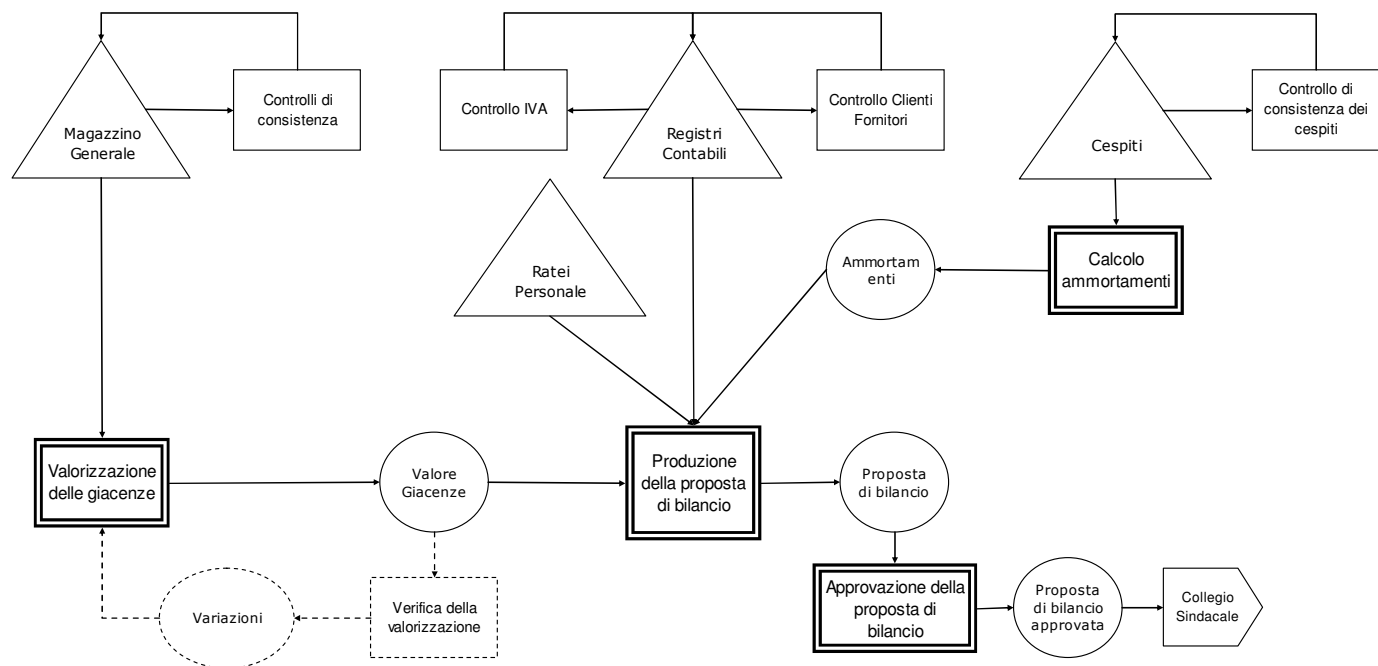 Magazzino
Generale
Controlli di
consistenza
Controllo IVA
Registri
Contabili
Controllo Clienti
Fornitori
Cespiti
Controllo di
consistenza dei
cespiti
Ratei
Personale
Ammortam
enti
Calcolo
ammortamenti
Valorizzazione
delle giacenze
Valore
Giacenze
Produzione
della proposta
di bilancio
Proposta
di bilancio
Variazioni
Verifica della
valorizzazione
Approvazione della
proposta di
bilancio
Proposta
di bilancio
approvata
Collegio
Sindacale